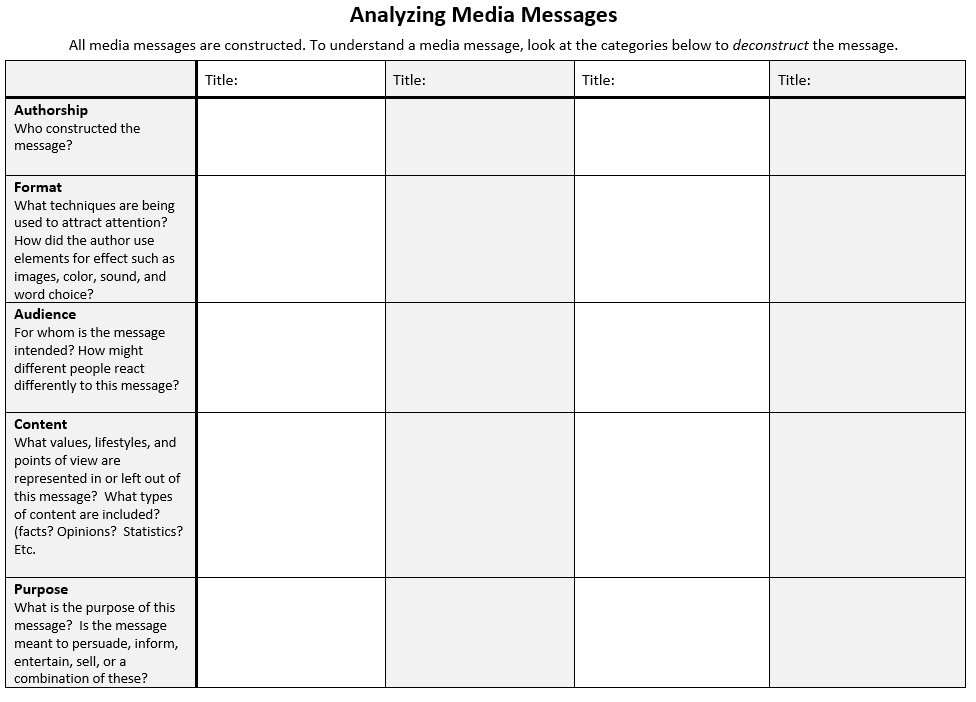 Analyzing Media Messages
All media messages are constructed. To understand a media message, look at the categories below to deconstruct the message.
Title:
Title:
Title:
Title:
Authorship
Who constructed the
message?
Format
What techniques are being
used to attract attention?
How did the author use
elements for effect such as
images, color, sound, and
word choice?
Audience
For whom is the message
intended? How might
different people react
differently to this message?
Content
What values, lifestyles, and
points of view are
represented in or left out of
this message?  What types
of content are included?
(facts? Opinions?  Statistics?
Etc.
Purpose
What is the purpose of this
message?  Is the message
meant to persuade, inform,
entertain, sell, or a
combination of these?